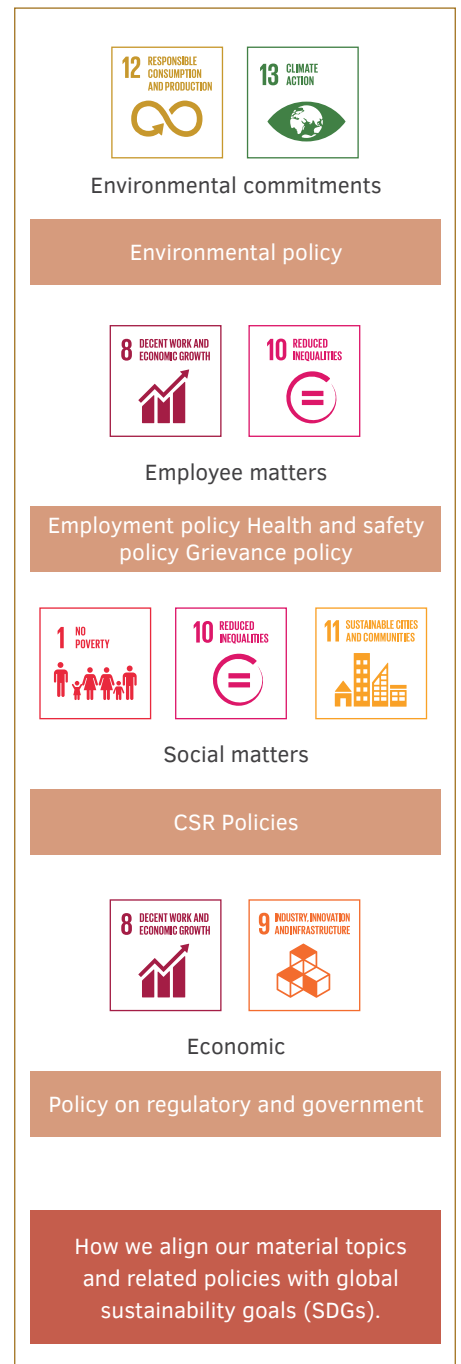 12 RESPONSIBLE
CONSUMPTION
AND PRODUCTION
13 CLIMATE
ACTION
Environmental commitments
Environmental policy
8 DECENT WORK AND
ECONOMIC GROWTH
10 REDUCED
INEQUALITIES
Employee matters
Employment policy Health and safety
policy Grievance policy
1 NO
POVERTY
10 REDUCED
INEQUALITIES
11 SUSTAINABLE CITIES
AND COMMUNITIES
Social matters
CSR Policies
8 DECENT WORK AND
ECONOMIC GROWTH
9 INDUSTRY, INNOVATION
AND INFRASTRUCTURE
Economic
Policy on regulatory and government
How we align our material topics
and related policies with global
sustainability goals (SDGs).